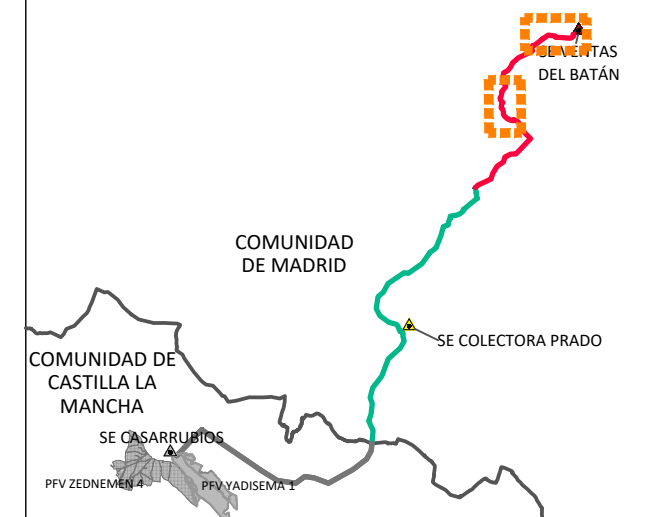 SE VENTAS
DEL BATÁN
COMUNIDAD
DE MADRID
SE COLECTORA PRADO
COMUNIDAD DE
CASTILLA LA
MANCHA
SE CASARRUBIOS
PFV ZEDNEMEN 4
PFV YADISEMA 1